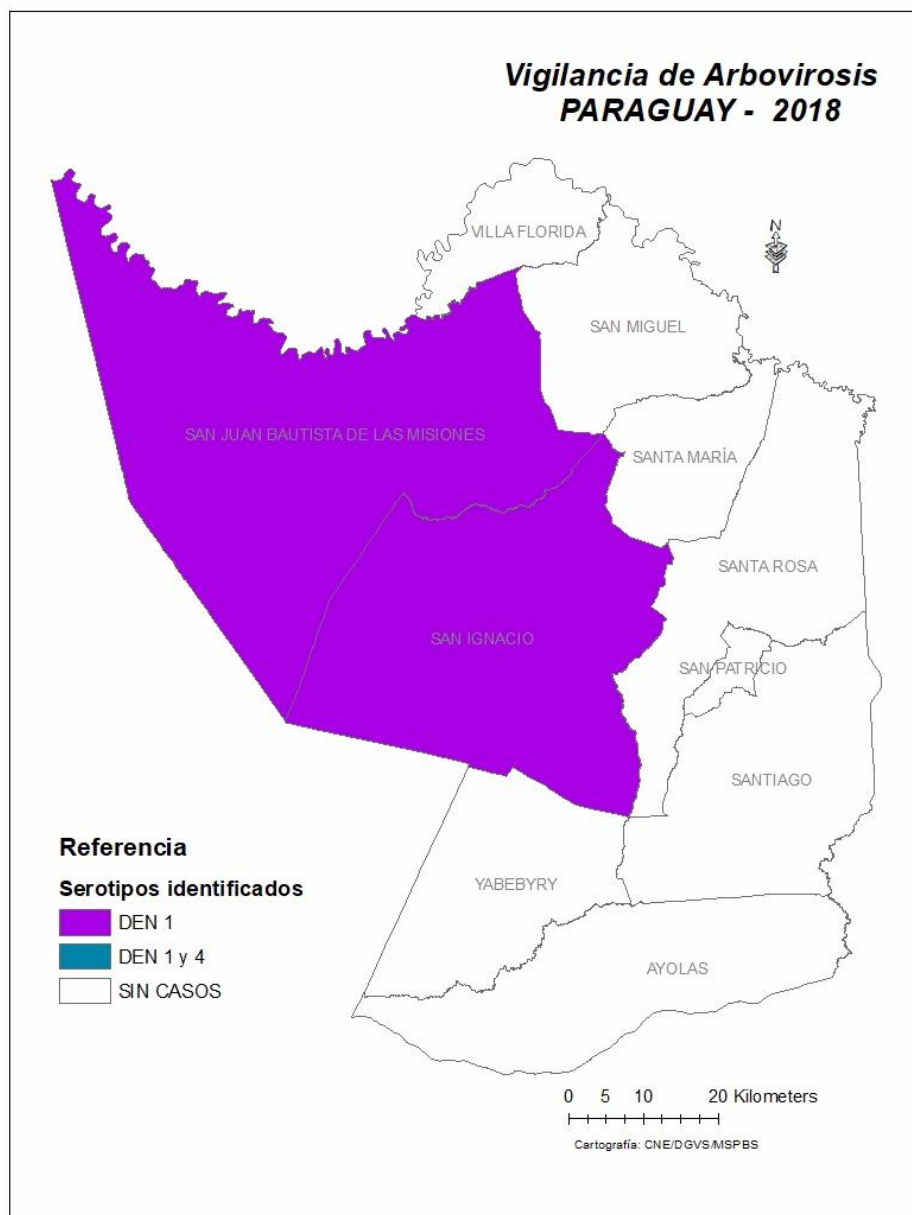 Vigilancia de Arbovirosis
PARAGUAY - 2018
N
VILLA FLORIDA
SAN MIGUEL
SAN JUAN BAUTISTA DE LAS MISIONES
SANTA MARÍA
SANTA ROSA
SAN IGNACIO
SAN PATRICIO
SANTIAGO
YABEBYRY
AYOLAS
Referencia
Serotipos identificados
DEN 1
DEN 1 y 4
SIN CASOS
0 5 10 20 Kilometers
Cartografía: CNE/DGVS/MSPBS